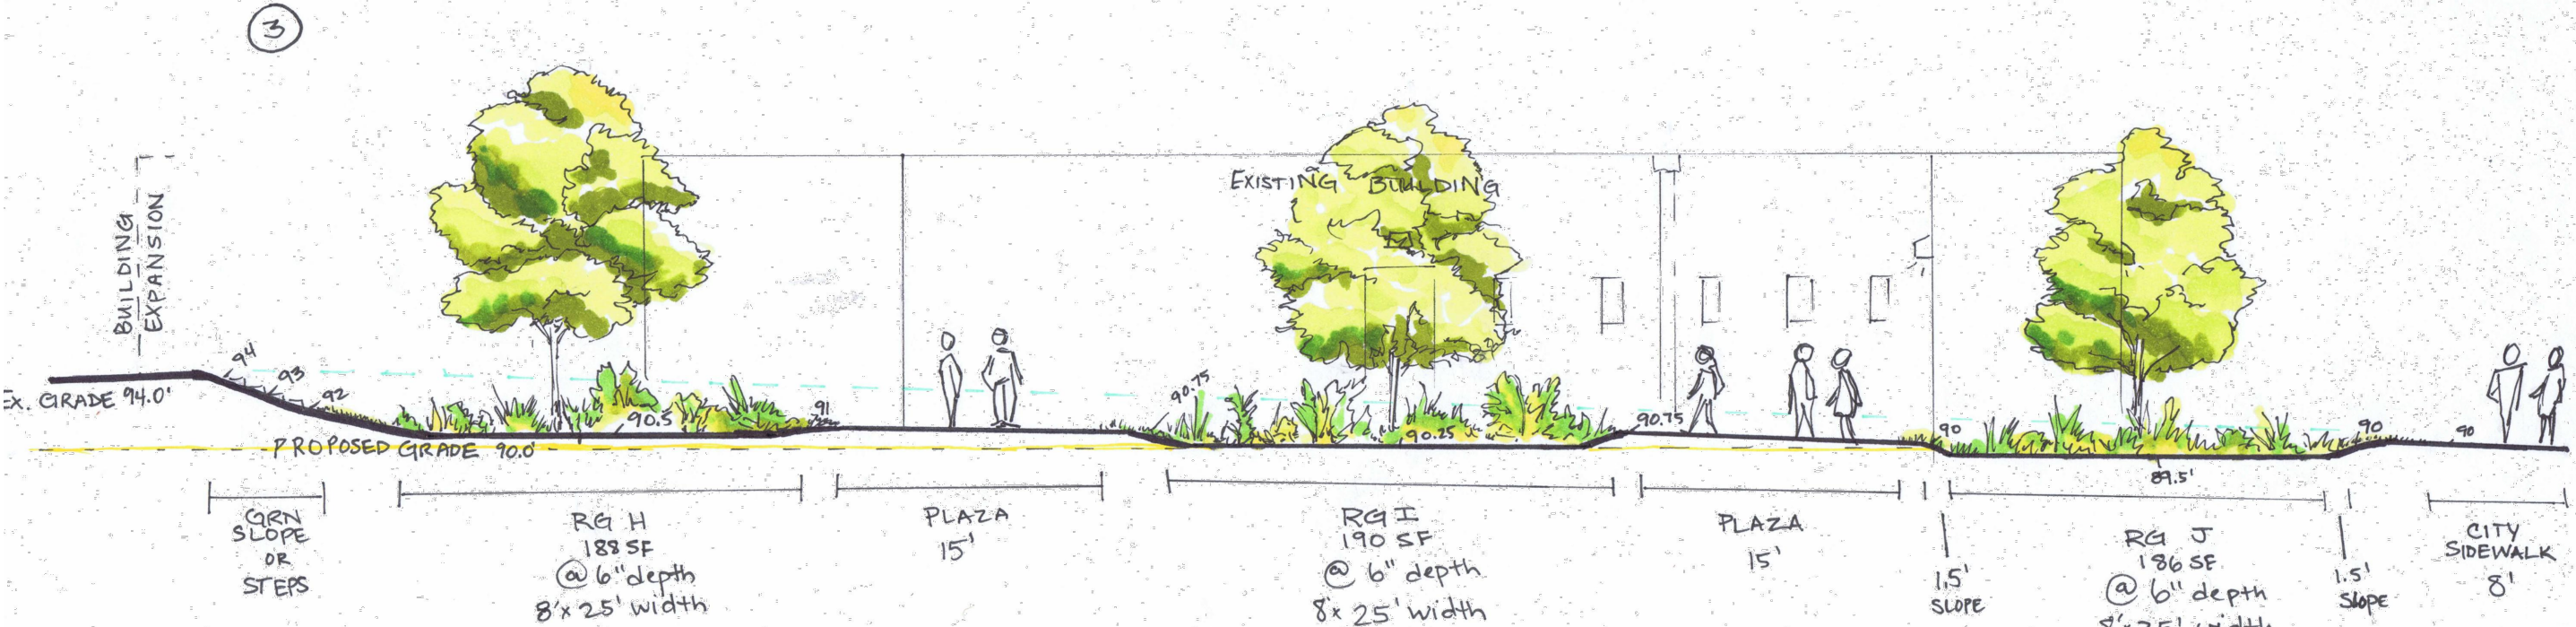 3
BUILDING
EXPANSION
EXISTING BUILDING
94
93
92
EX. GRADE 94.0'
90.5
91
90.75
90.25
90.75
90
90
90
PROPOSED GRADE 90.0'
89.5'
GRN
SLOPE
OR
STEPS
RG H
188 SF
@ 6" depth
8'x 25' width
PLAZA
15'
RG I
190 SF
@ 6" depth
8'x 25' width
PLAZA
15'
1.5'
SLOPE
RG J
186 SF
@ 6" depth
8'x 25' width
1.5'
SLOPE
CITY
SIDEWALK
8'